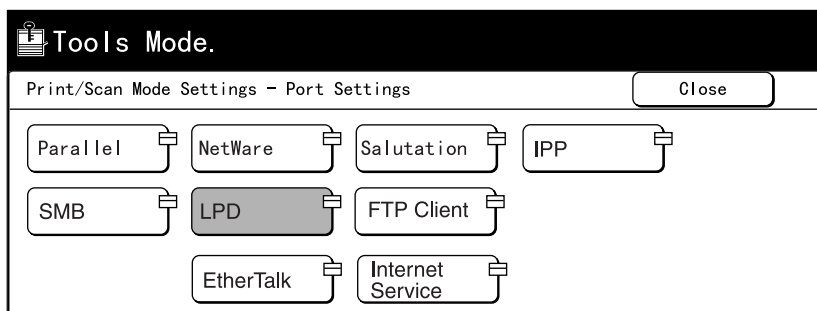 Tools Mode.
Print/Scan Mode Settings - Port Settings
Close
Parallel
NetWare
Salutation
IPP
SMB
LPD
FTP Client
EtherTalk
Internet
Service